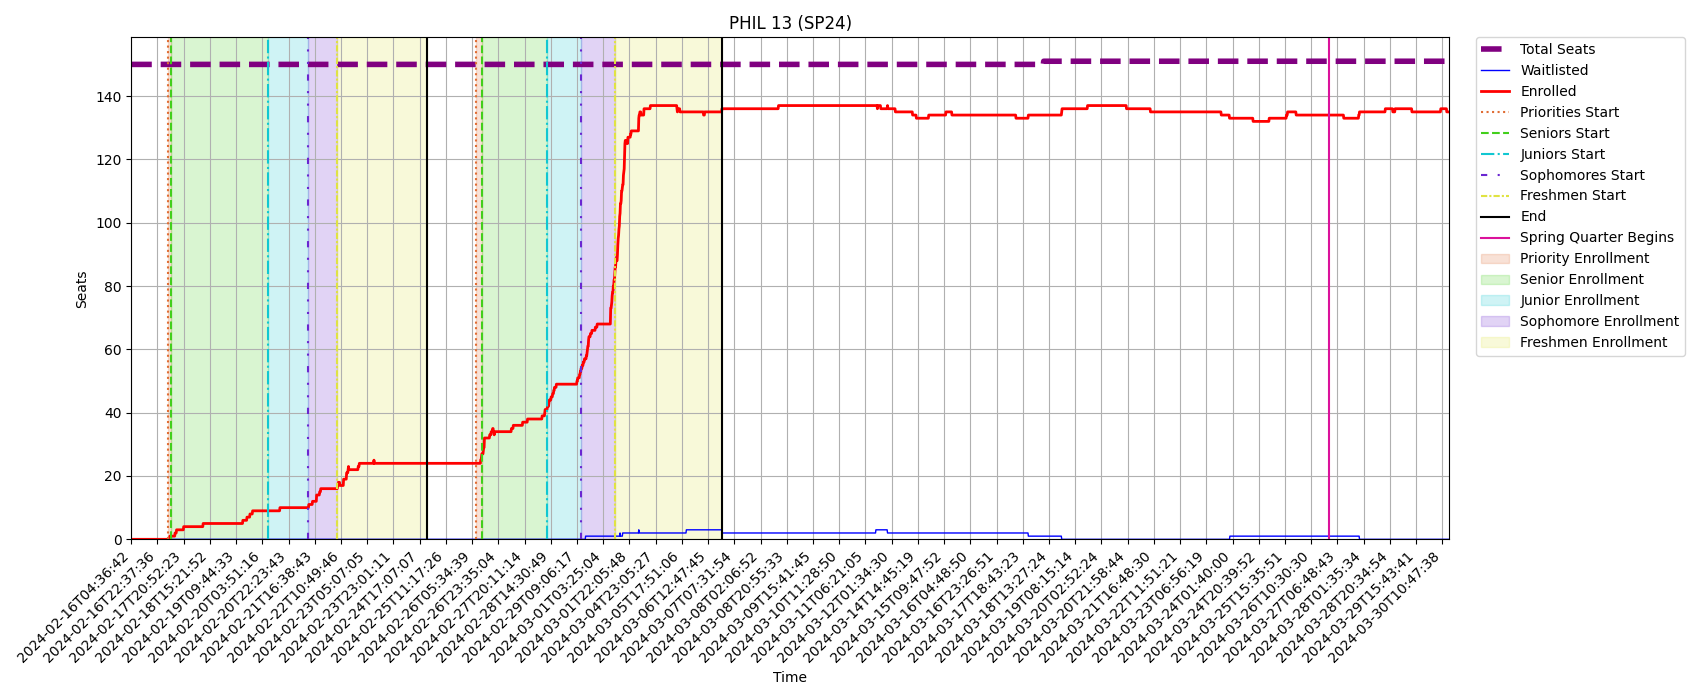 PHIL 13 (SP24)
Seats
140
120
100
80
60
40
20
0
2024-02-16T04:36:42
2024-02-16T22:37:36
2024-02-17T20:52:23
2024-02-18T15:21:52
2024-02-19T09:44:33
2024-02-20T03:51:16
2024-02-20T22:23:43
2024-02-21T16:38:43
2024-02-22T10:49:46
2024-02-23T05:07:05
2024-02-23T23:01:11
2024-02-24T17:07:07
2024-02-25T11:17:26
2024-02-26T05:34:39
2024-02-26T23:35:04
2024-02-27T20:11:14
2024-02-28T14:30:49
2024-02-29T09:06:17
2024-03-01T03:25:04
2024-03-01T22:05:48
2024-03-04T23:05:27
2024-03-05T17:51:06
2024-03-06T12:47:45
2024-03-07T07:31:54
2024-03-08T02:06:52
2024-03-08T20:55:33
2024-03-09T15:41:45
2024-03-10T11:28:50
2024-03-11T06:21:05
2024-03-12T01:34:30
2024-03-14T14:45:19
2024-03-15T09:47:52
2024-03-16T04:48:50
2024-03-16T23:26:51
2024-03-17T18:43:23
2024-03-18T13:27:24
2024-03-19T08:15:14
2024-03-20T02:52:24
2024-03-20T21:58:44
2024-03-21T16:48:30
2024-03-22T11:51:21
2024-03-23T06:56:19
2024-03-24T01:40:00
2024-03-24T20:39:52
2024-03-25T15:35:51
2024-03-26T10:30:30
2024-03-27T06:48:43
2024-03-28T01:35:34
2024-03-28T20:34:54
2024-03-29T15:43:41
2024-03-30T10:47:38
Time
Total Seats
Waitlisted
Enrolled
Priorities Start
Seniors Start
Juniors Start
Sophomores Start
Freshmen Start
End
Spring Quarter Begins
Priority Enrollment
Senior Enrollment
Junior Enrollment
Sophomore Enrollment
Freshmen Enrollment